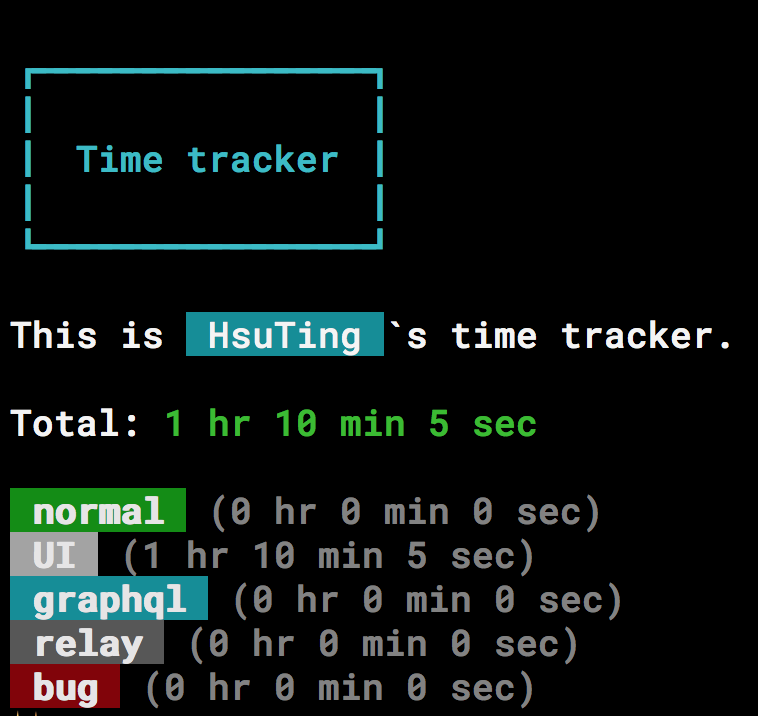 Time tracker
This is HsuTing `s time tracker.
Total: 1 hr 10 min 5 sec
normal (0 hr 0 min 0 sec)
UI (1 hr 10 min 5 sec)
graphql (0 hr 0 min 0 sec)
relay (0 hr 0 min 0 sec)
bug (0 hr 0 min 0 sec)